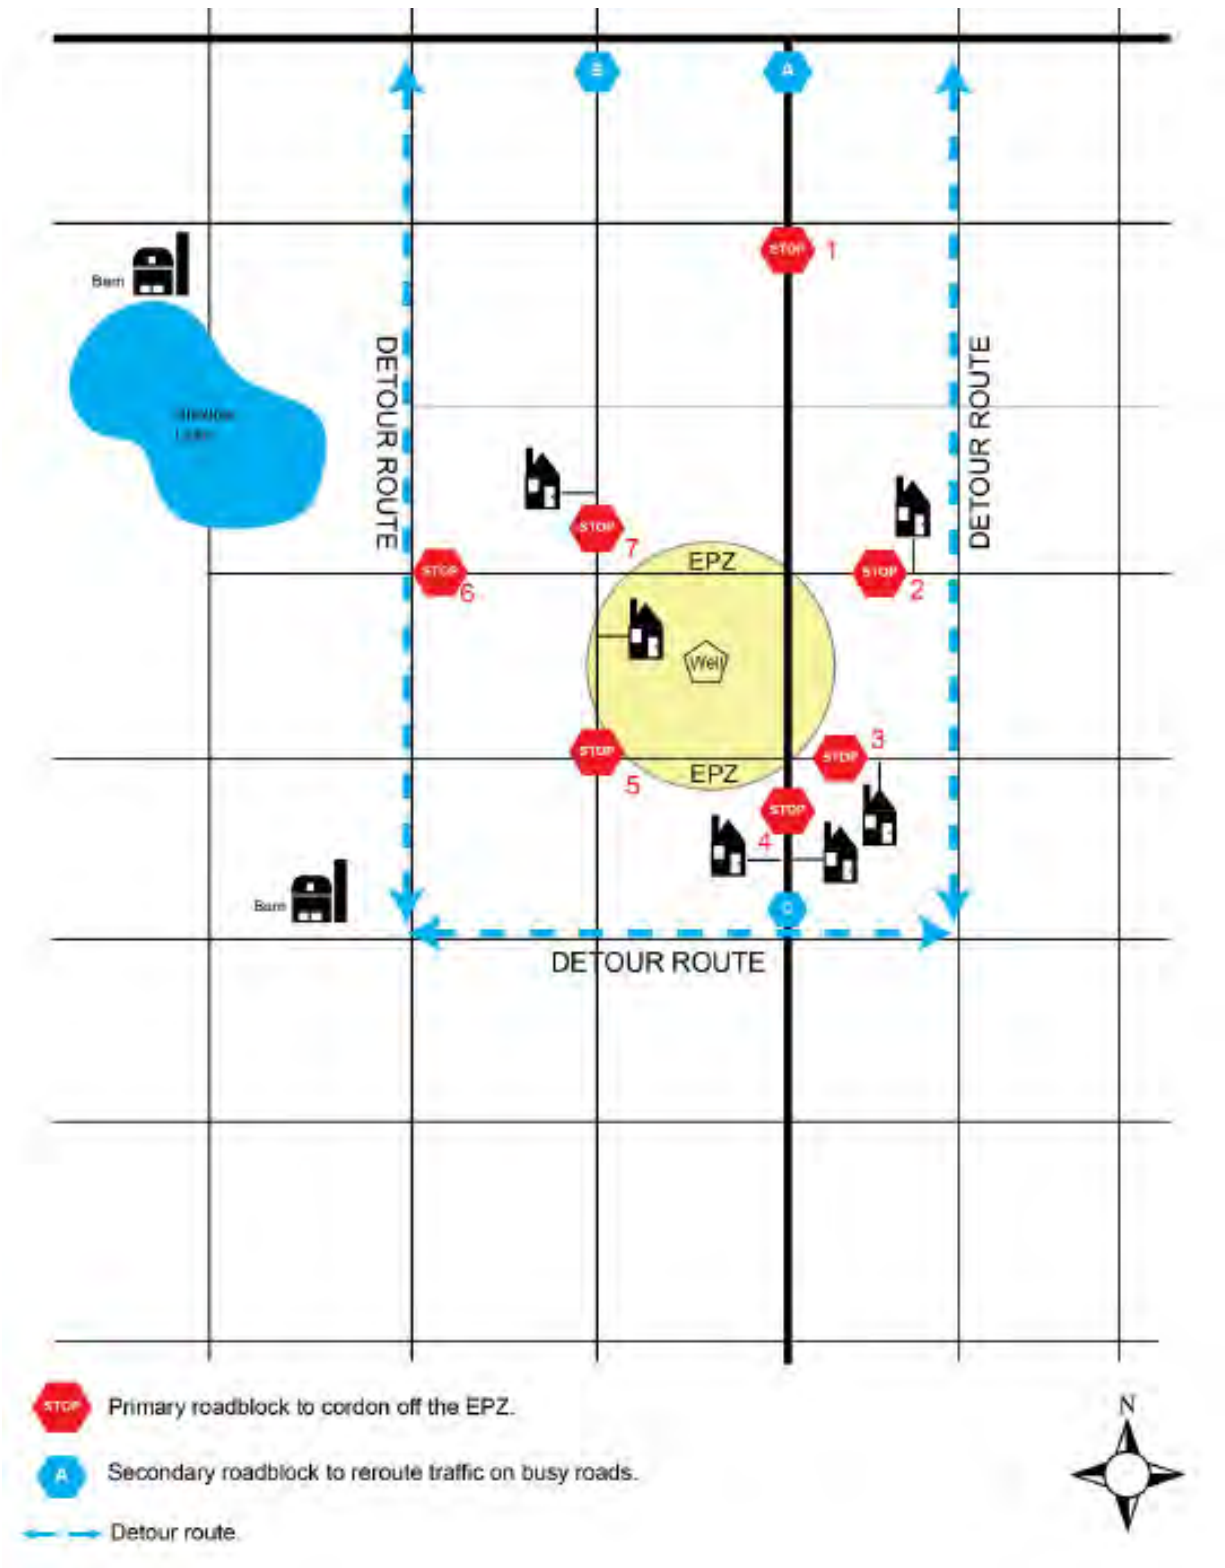 B
A
STOP 1
Barn
DETOUR ROUTE
DETOUR ROUTE
STOP
7
EPZ
STOP
6
STOP
2
Well
STOP
3
STOP
5
EPZ
STOP
4
Barn
C
DETOUR ROUTE
STOP Primary roadblock to cordon off the EPZ.
N
A Secondary roadblock to reroute traffic on busy roads.
Detour route.